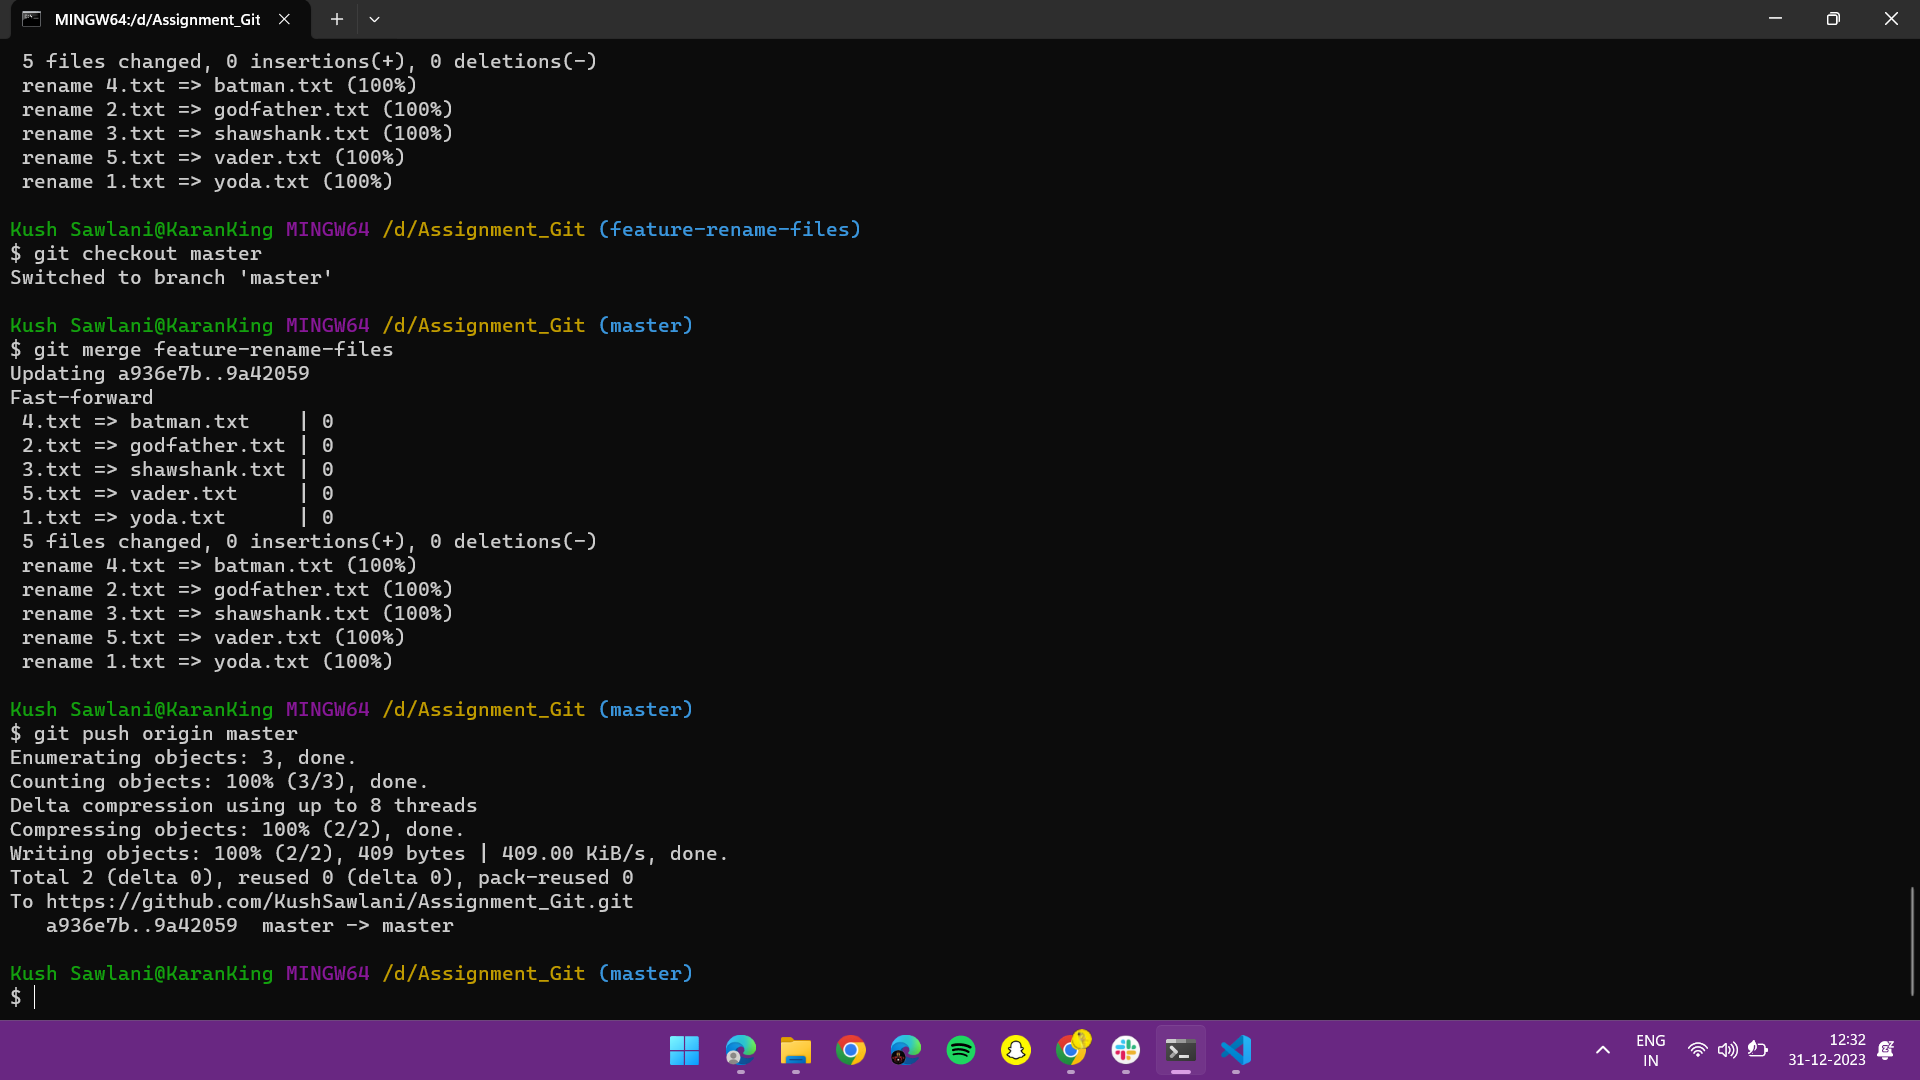 MINGW64:/d/Assignment_Git
 5 files changed, 0 insertions(+), 0 deletions(-)
 rename 4.txt => batman.txt (100%)
 rename 2.txt => godfather.txt (100%)
 rename 3.txt => shawshank.txt (100%)
 rename 5.txt => vader.txt (100%)
 rename 1.txt => yoda.txt (100%)

Kush Sawlani@KaranKing MINGW64 /d/Assignment_Git (feature-rename-files)
$ git checkout master
Switched to branch 'master'

Kush Sawlani@KaranKing MINGW64 /d/Assignment_Git (master)
$ git merge feature-rename-files
Updating a936e7b..9a42059
Fast-forward
 4.txt => batman.txt    | 0
 2.txt => godfather.txt | 0
 3.txt => shawshank.txt | 0
 5.txt => vader.txt     | 0
 1.txt => yoda.txt      | 0
 5 files changed, 0 insertions(+), 0 deletions(-)
 rename 4.txt => batman.txt (100%)
 rename 2.txt => godfather.txt (100%)
 rename 3.txt => shawshank.txt (100%)
 rename 5.txt => vader.txt (100%)
 rename 1.txt => yoda.txt (100%)

Kush Sawlani@KaranKing MINGW64 /d/Assignment_Git (master)
$ git push origin master
Enumerating objects: 3, done.
Counting objects: 100% (3/3), done.
Delta compression using up to 8 threads
Compressing objects: 100% (2/2), done.
Writing objects: 100% (2/2), 409 bytes | 409.00 KiB/s, done.
Total 2 (delta 0), reused 0 (delta 0), pack-reused 0
To https://github.com/KushSawlani/Assignment_Git.git
   a936e7b..9a42059  master -> master

Kush Sawlani@KaranKing MINGW64 /d/Assignment_Git (master)
$
ENG
IN
12:32
31-12-2023